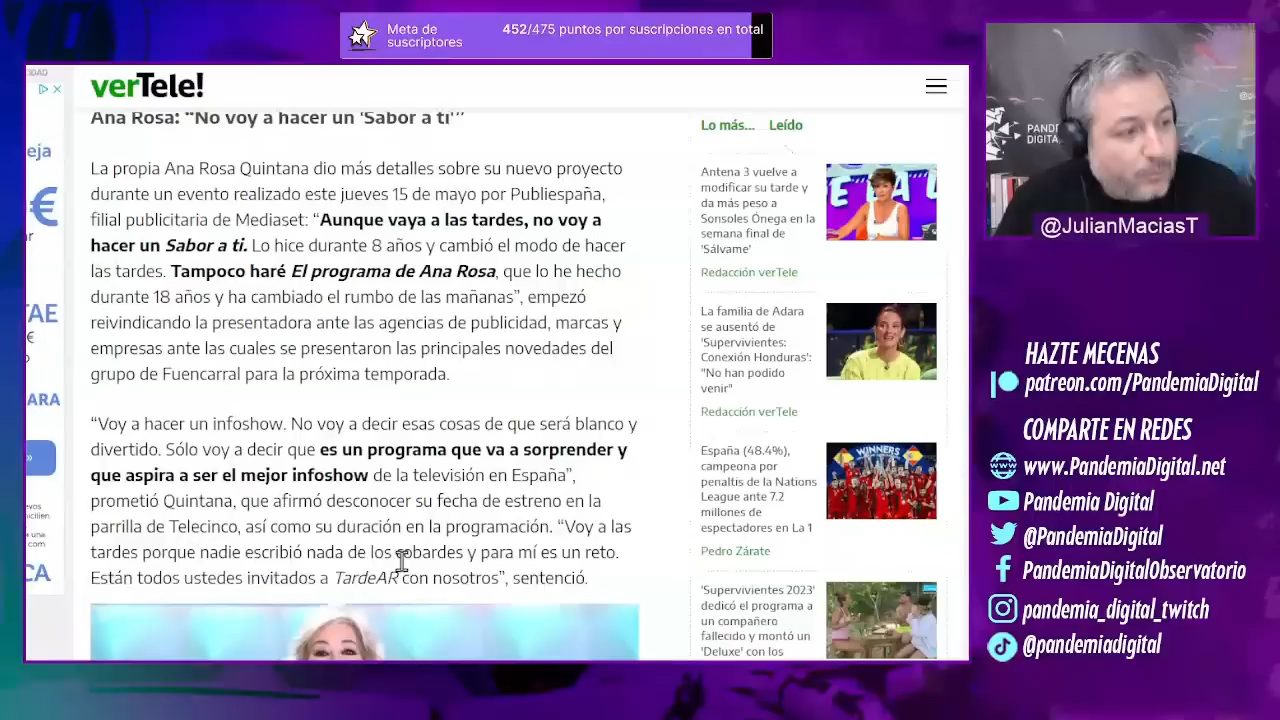 Meta de
suscriptores
452/475 puntos por suscripciones en total
DAD
eja
€
ar
TAE
€
ARA
»
evos
icilien
a una
com
CA
verTele!
Ana Rosa: “No voy a hacer un 'Sabor a ti'”
La propia Ana Rosa Quintana dio más detalles sobre su nuevo proyecto
durante un evento realizado este jueves 15 de mayo por Publiespaña,
filial publicitaria de Mediaset: “Aunque vaya a las tardes, no voy a
hacer un Sabor a ti. Lo hice durante 8 años y cambió el modo de hacer
las tardes. Tampoco haré El programa de Ana Rosa, que lo he hecho
durante 18 años y ha cambiado el rumbo de las mañanas”, empezó
reivindicando la presentadora ante las agencias de publicidad, marcas y
empresas ante las cuales se presentaron las principales novedades del
grupo de Fuencarral para la próxima temporada.
“Voy a hacer un infoshow. No voy a decir esas cosas de que será blanco y
divertido. Sólo voy a decir que es un programa que va a sorprender y
que aspira a ser el mejor infoshow de la televisión en España”,
prometió Quintana, que afirmó desconocer su fecha de estreno en la
parrilla de Telecinco, así como su duración en la programación. “Voy a las
tardes porque nadie escribió nada de los cobardes y para mí es un reto.
Están todos ustedes invitados a TardeAR con nosotros”, sentenció.
Lo más... Leído
Antena 3 vuelve a
modificar su tarde y
da más peso a
Sonsoles Ónega en la
semana final de
'Sálvame'
Redacción verTele
La familia de Adara
se ausentó de
'Supervivientes:
Conexión Honduras':
"No han podido
venir"
Redacción verTele
España (48.4%),
campeona por
penaltis de la Nations
League ante 7.2
millones de
espectadores en La 1
Pedro Zárate
WINNERS
'Supervivientes 2023'
dedicó el programa a
un compañero
fallecido y montó un
'Deluxe' con los
PANDE
DIGITA
@JulianMaciasT
HAZTE MECENAS
patreon.com/PandemiaDigital
COMPARTE EN REDES
www.PandemiaDigital.net
Pandemia Digital
@PandemiaDigital
PandemiaDigitalObservatorio
pandemia_digital_twitch
@pandemiadigital